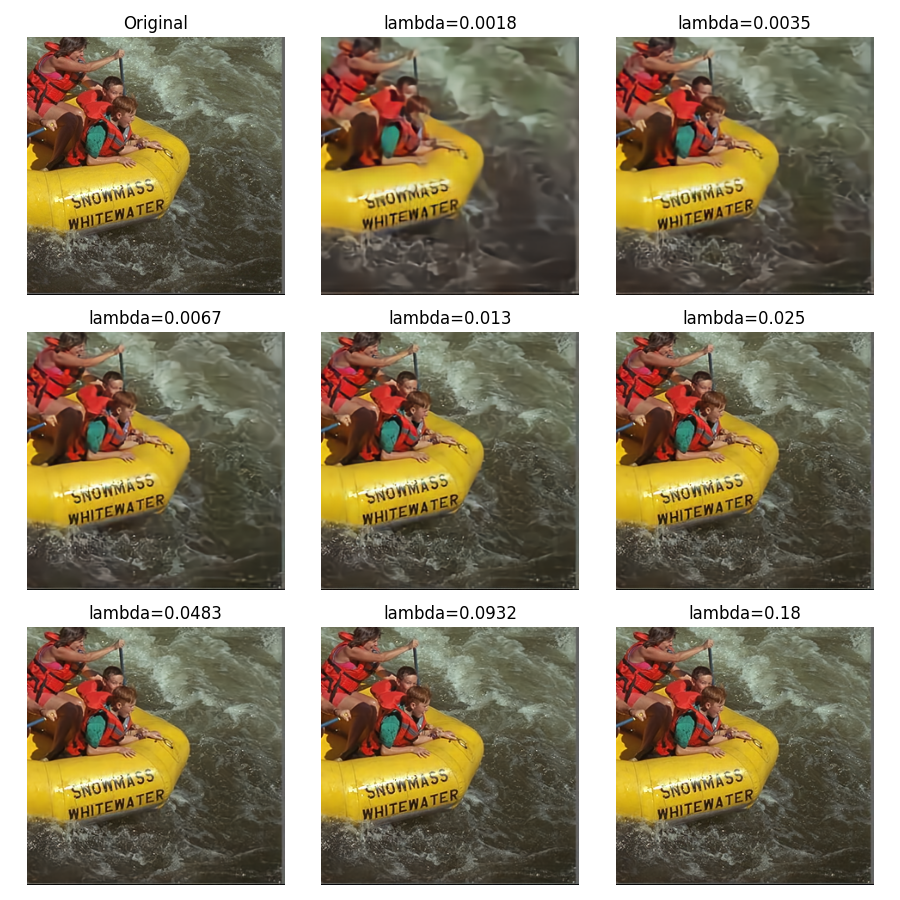 Original
lambda=0.0018
lambda=0.0035
SNOWMASS
WHITEWATER
SNOWMASS
WHITEWATER
SNOWMASS
WHITEWATER
lambda=0.0067
lambda=0.013
lambda=0.025
SNOWMASS
WHITEWATER
SNOWMASS
WHITEWATER
SNOWMASS
WHITEWATER
lambda=0.0483
lambda=0.0932
lambda=0.18
SNOWMASS
WHITEWATER
SNOWMASS
WHITEWATER
SNOWMASS
WHITEWATER